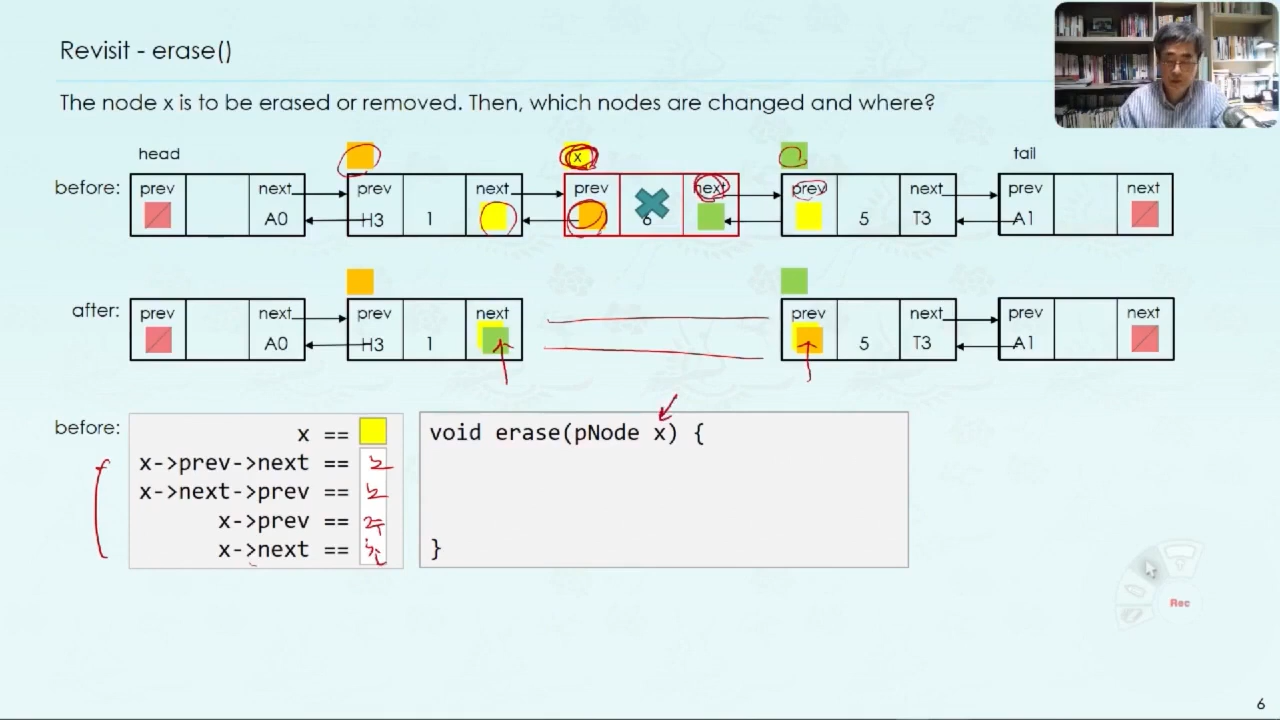 Revisit - erase()
The node x is to be erased or removed. Then, which nodes are changed and where?
head x tail
before: prev next prev next prev next prev next prev next
A0 H3 1 6 5 T3 A1
after: prev next prev next prev next prev next
A0 H3 1 5 T3 A1
before: x ==
x->prev->next ==
x->next->prev ==
x->prev ==
x->next ==
void erase(pNode x) {
}
Rec
6